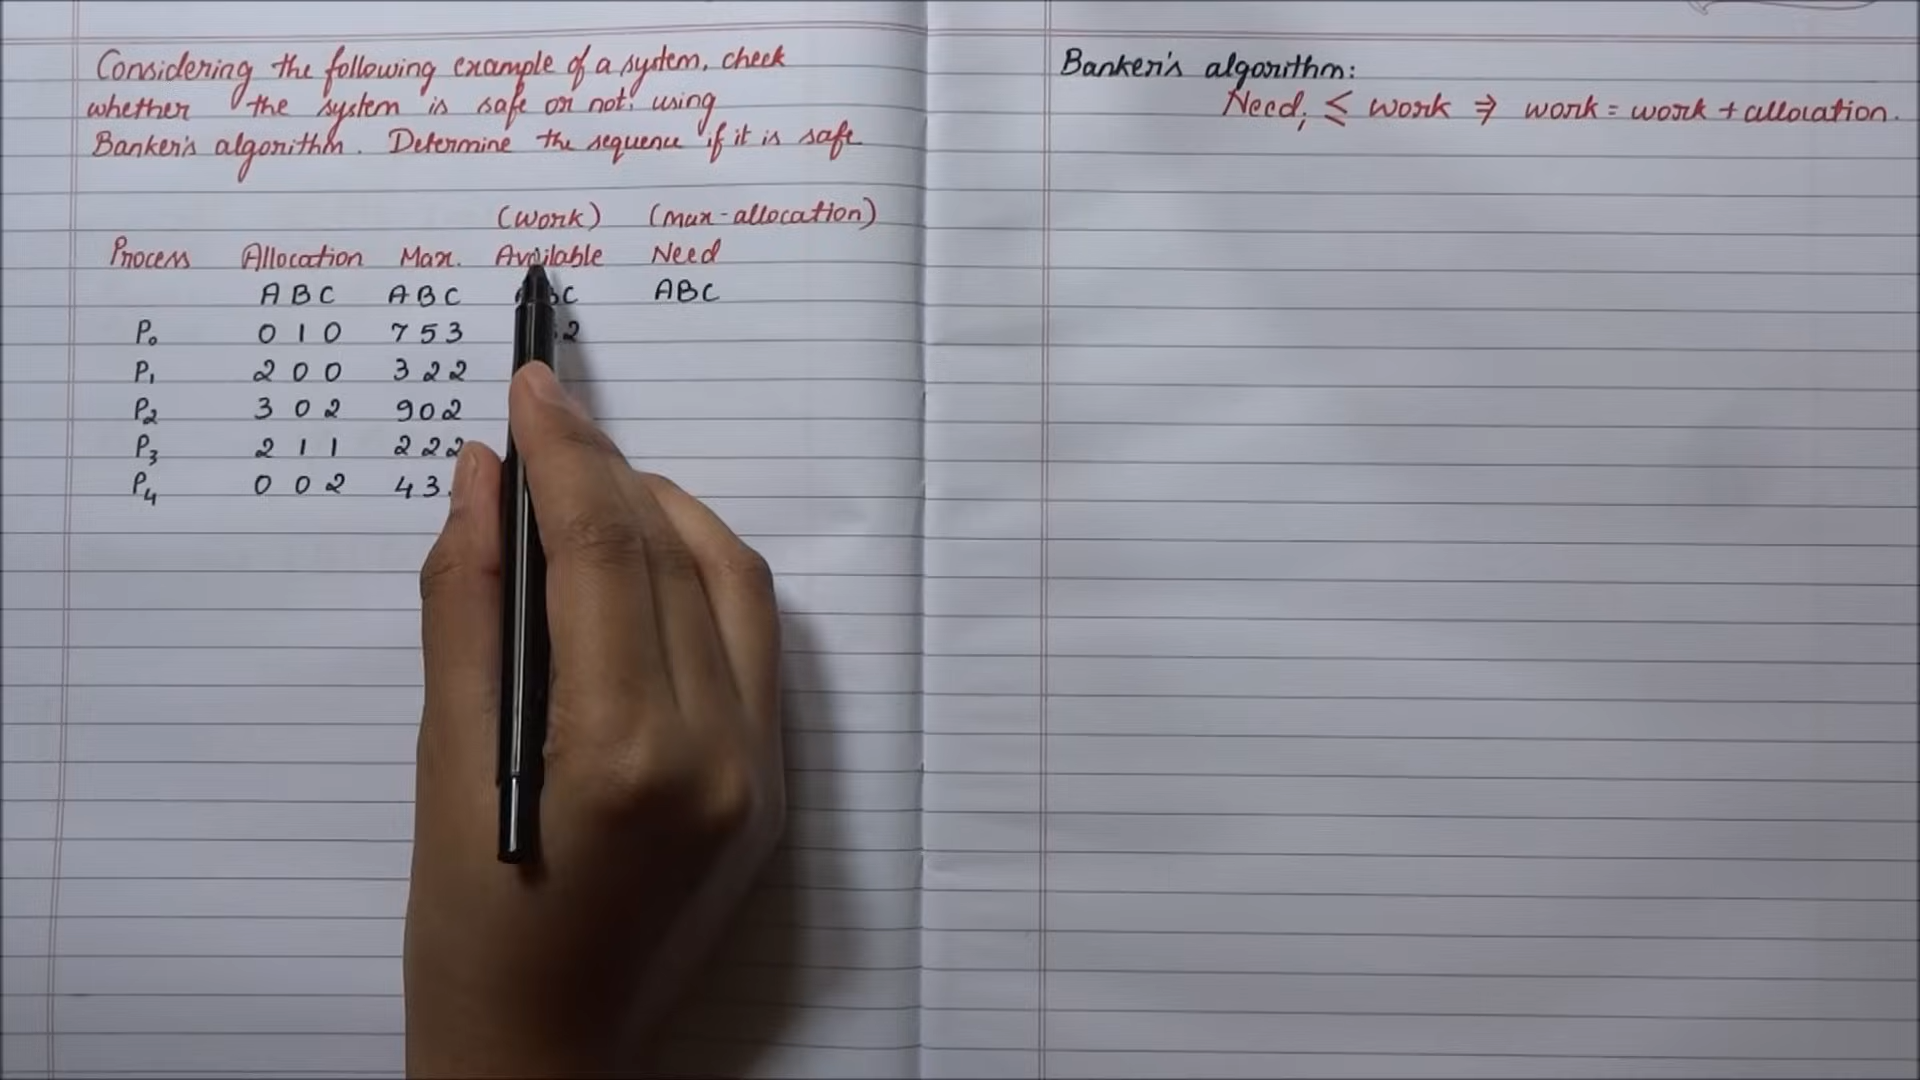 Considering the following example of a system, check
whether the system is safe or not using
Banker's algorithm. Determine the sequence if it is safe
(work) (max-allocation)
Process Allocation Max. Available Need
A B C A B C C A B C
P0 0 1 0 7 5 3 2
P1 2 0 0 3 2 2
P2 3 0 2 9 0 2
P3 2 1 1 2 2 2
P4 0 0 2 4 3
Banker's algorithm:
Needi ≤ work ⇒ work = work + allocation.